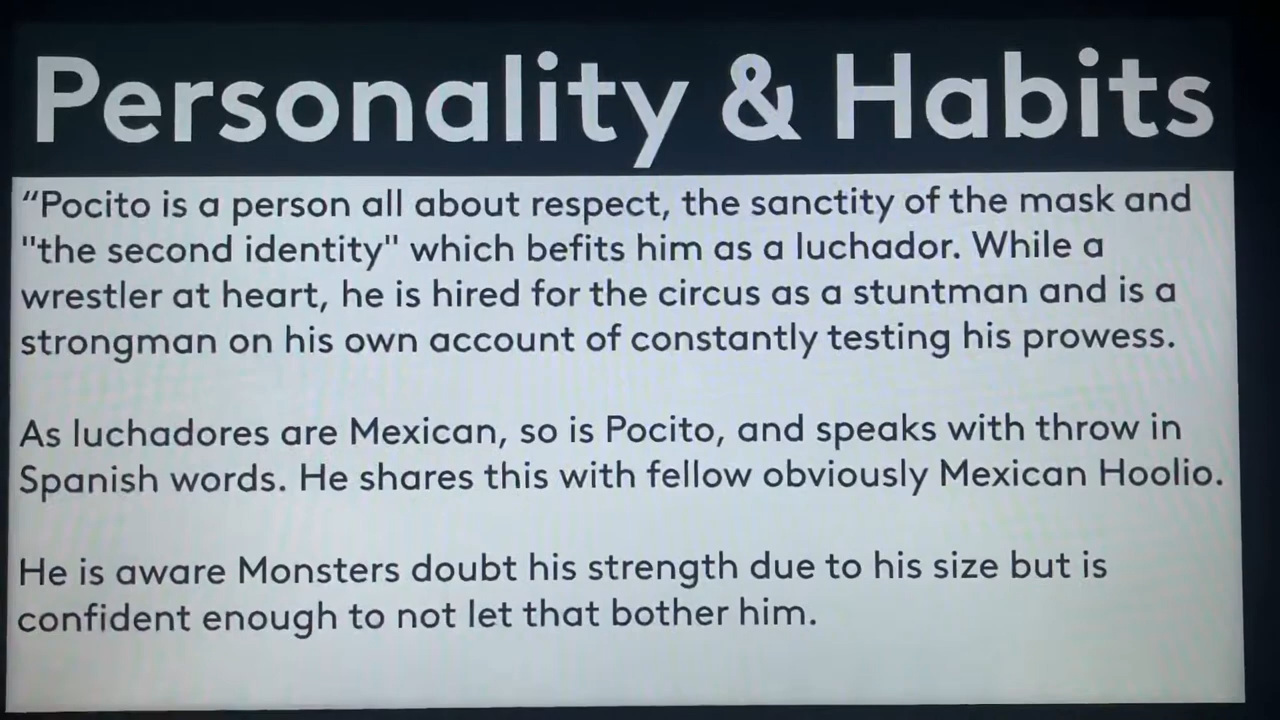 Personality & Habits
“Pocito is a person all about respect, the sanctity of the mask and
"the second identity" which befits him as a luchador. While a
wrestler at heart, he is hired for the circus as a stuntman and is a
strongman on his own account of constantly testing his prowess.
As luchadores are Mexican, so is Pocito, and speaks with throw in
Spanish words. He shares this with fellow obviously Mexican Hoolio.
He is aware Monsters doubt his strength due to his size but is
confident enough to not let that bother him.